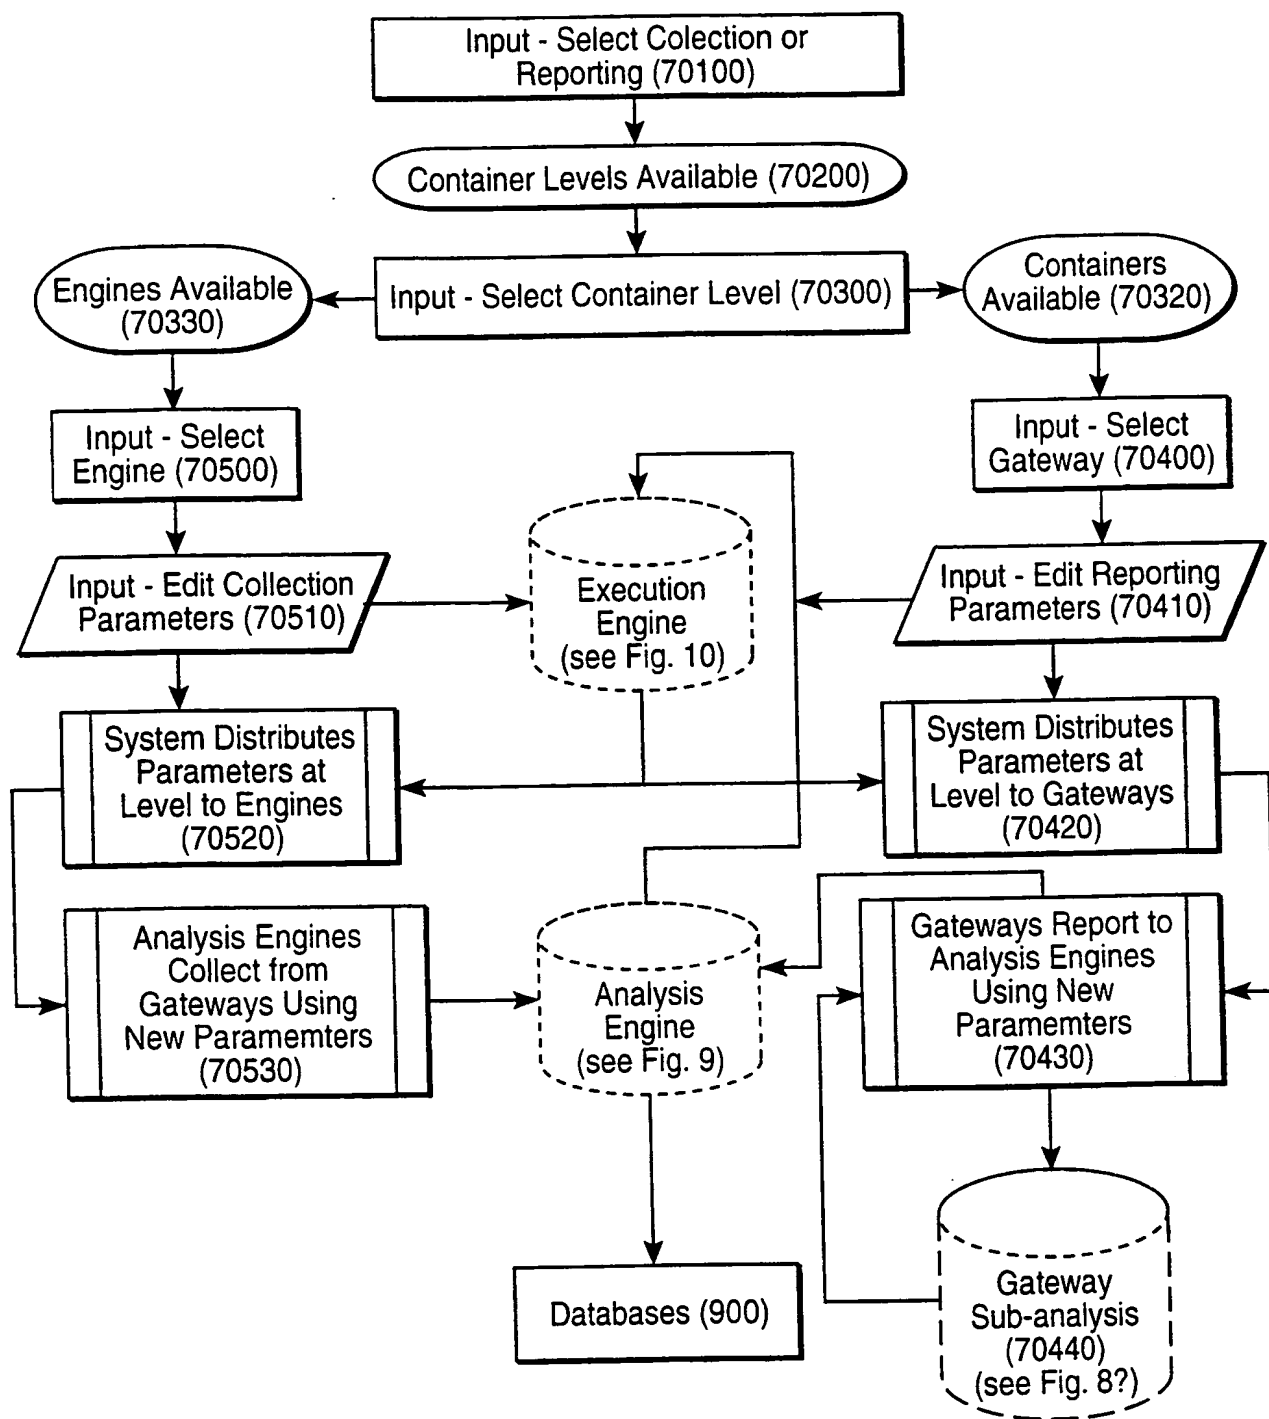 Input - Select Colection or
Reporting (70100)
Container Levels Available (70200)
Input - Select Container Level (70300)
Engines Available
(70330)
Containers
Available (70320)
Input - Select
Engine (70500)
Input - Select
Gateway (70400)
Input - Edit Collection
Parameters (70510)
Execution
Engine
(see Fig. 10)
Input - Edit Reporting
Parameters (70410)
System Distributes
Parameters at
Level to Engines
(70520)
System Distributes
Parameters at
Level to Gateways
(70420)
Analysis Engines
Collect from
Gateways Using
New Paramemters
(70530)
Analysis
Engine
(see Fig. 9)
Gateways Report to
Analysis Engines
Using New
Paramemters
(70430)
Databases (900)
Gateway
Sub-analysis
(70440)
(see Fig. 8?)